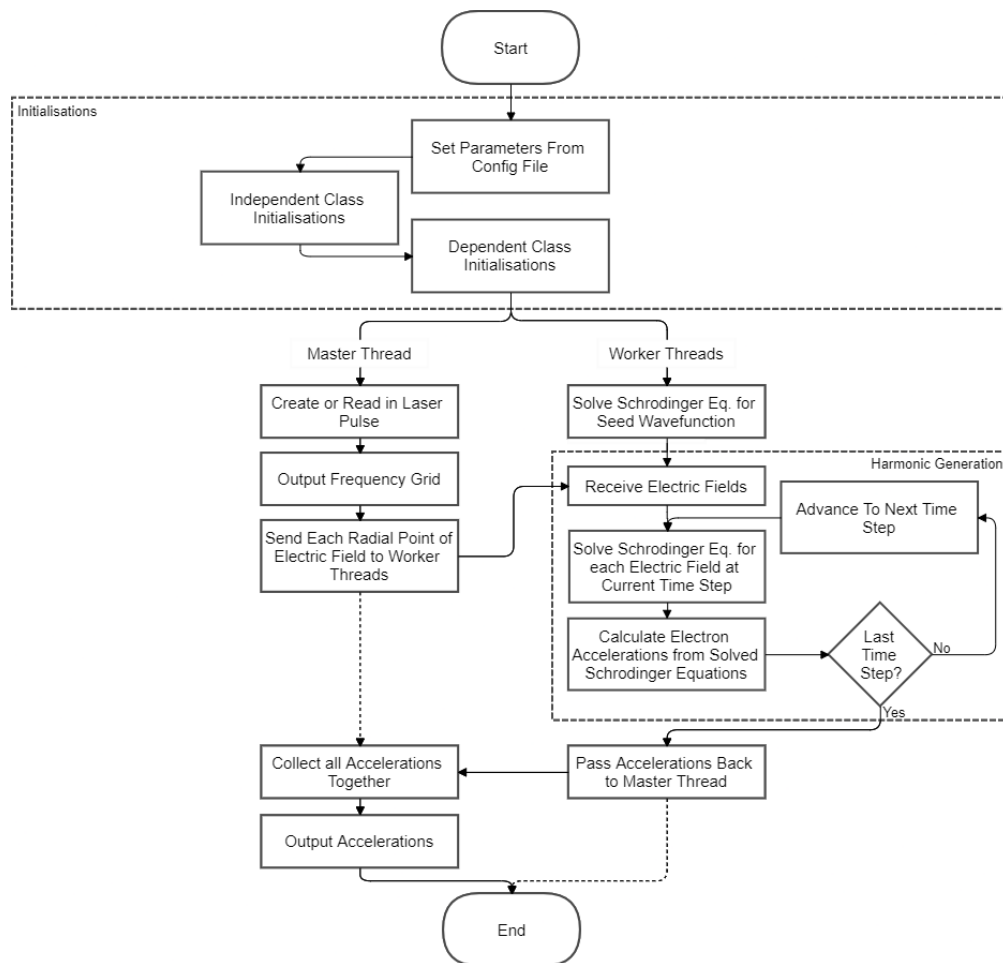 Start
Initialisations
Set Parameters From
Config File
Independent Class
Initialisations
Dependent Class
Initialisations
Master Thread
Worker Threads
Create or Read in Laser
Pulse
Solve Schrodinger Eq. for
Seed Wavefunction
Harmonic Generation
Output Frequency Grid
Receive Electric Fields
Advance To Next Time
Step
Send Each Radial Point of
Electric Field to Worker
Threads
Solve Schrodinger Eq. for
each Electric Field at
Current Time Step
Calculate Electron
Accelerations from Solved
Schrodinger Equations
Last
Time
Step?
No
Yes
Collect all Accelerations
Together
Pass Accelerations Back
to Master Thread
Output Accelerations
End